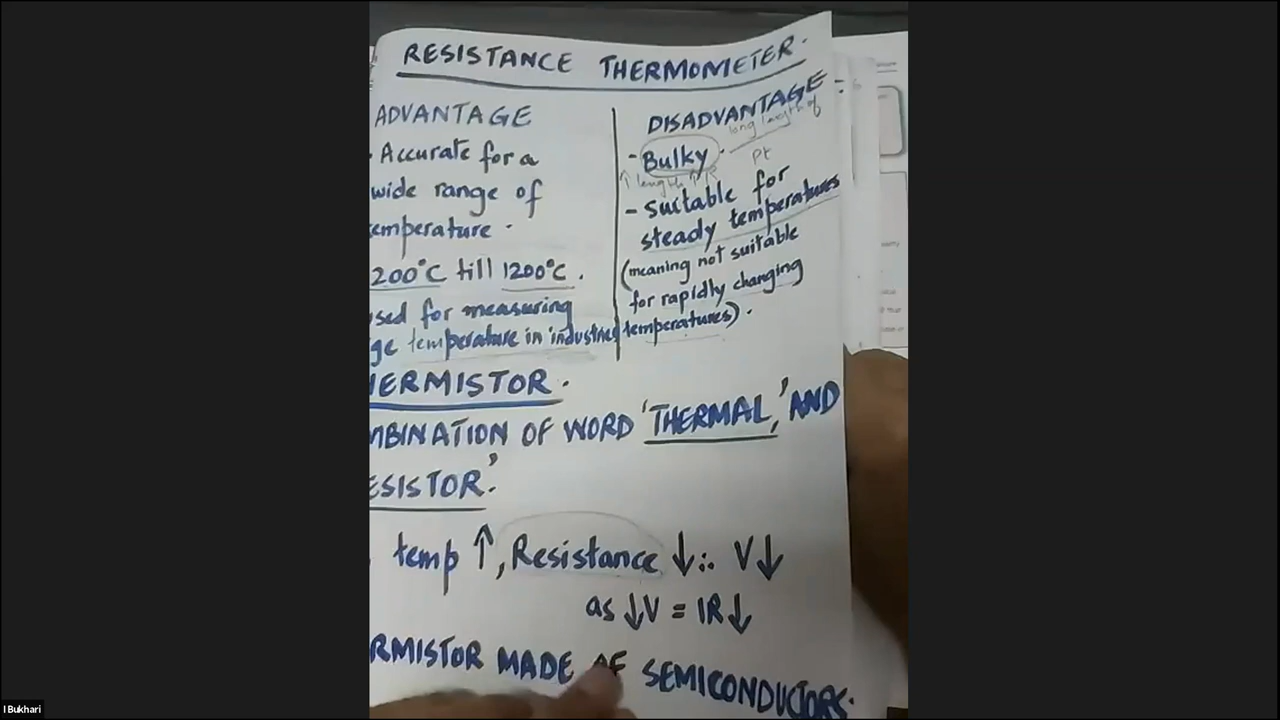 RESISTANCE THERMOMETER.
ADVANTAGE
- Accurate for a
wide range of
emperature.
200°C till 1200°C.
used for measuring
ge temperature in industries
DISADVANTAGE:
long length of
- Bulky.
Pt
↑ length ↑ R
- suitable for
steady temperatures
(meaning not suitable
for rapidly changing
temperatures).
HERMISTOR.
MBINATION OF WORD 'THERMAL,' AND
ESISTOR.'
temp ↑, Resistance ↓ ∴ V↓
as ↓V = IR↓
RMISTOR MADE OF SEMICONDUCTORS.
I Bukhari